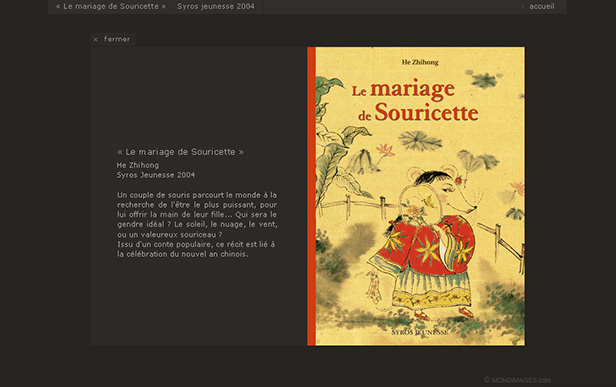 « Le mariage de Souricette » Syros jeunesse 2004
accueil
× fermer
« Le mariage de Souricette »
He Zhihong
Syros Jeunesse 2004
Un couple de souris parcourt le monde à la
recherche de l'être le plus puissant, pour
lui offrir la main de leur fille... Qui sera le
gendre idéal ? Le soleil, le nuage, le vent,
ou un valeureux souriceau ?
Issu d'un conte populaire, ce récit est lié à
la célébration du nouvel an chinois.
He Zhihong
Le mariage
de Souricette
SYROS JEUNESSE
© MONDIMAGES.com